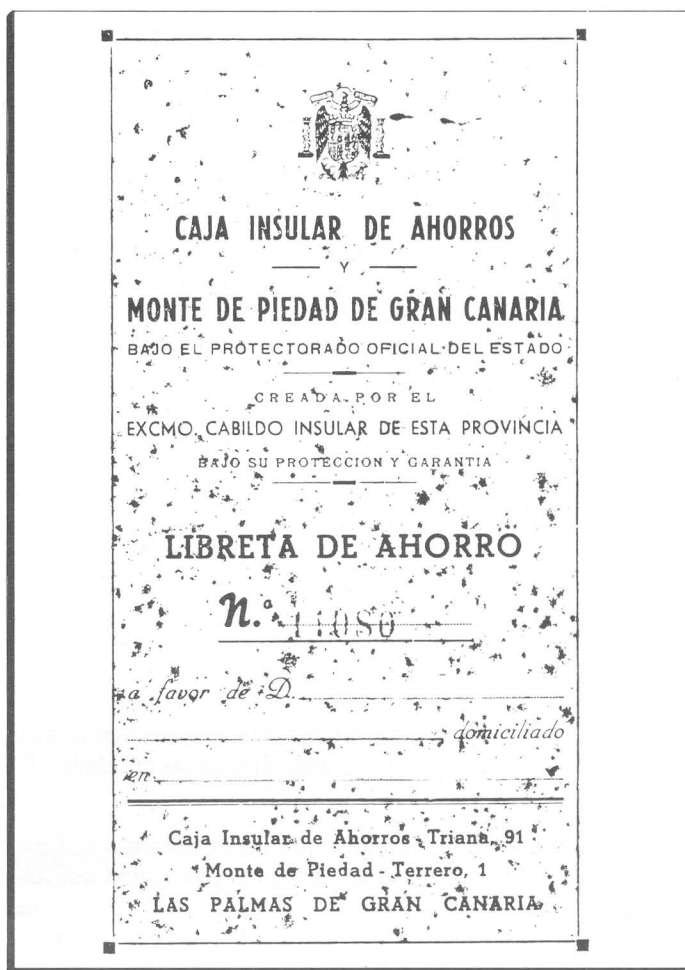 CAJA INSULAR DE AHORROS
Y
MONTE DE PIEDAD DE GRAN CANARIA
BAJO EL PROTECTORADO OFICIAL DEL ESTADO
CREADA POR EL
EXCMO. CABILDO INSULAR DE ESTA PROVINCIA
BAJO SU PROTECCION Y GARANTIA
LIBRETA DE AHORRO
N.º 11080
a favor de D.
domiciliado
en
Caja Insular de Ahorros - Triana, 91
Monte de Piedad - Terrero, 1
LAS PALMAS DE GRAN CANARIA